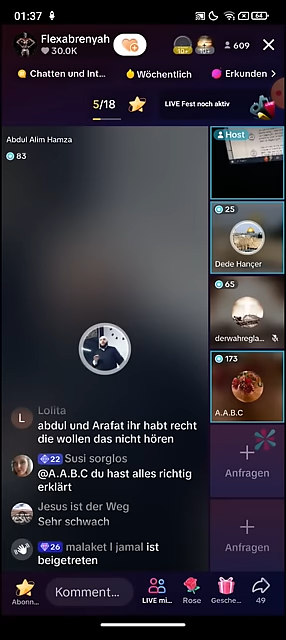 01:37
64
Flexabrenyah
30.0K
10+
609
Chatten und Int...
Wöchentlich
Erkunden
5/18
LIVE Fest noch aktiv
Abdul Alim Hamza
83
Host
25
Dede Hançer
65
derwahregla...
173
A.A.B.C
Anfragen
Anfragen
L
Lolita
abdul und Arafat ihr habt recht
die wollen das nicht hören
22 Susi sorglos
@A.A.B.C du hast alles richtig
erklärt
Jesus ist der Weg
Sehr schwach
26 malaket l jamal ist
beigetreten
Abonn...
Komment...
LIVE mi...
Rose
Gesche...
49